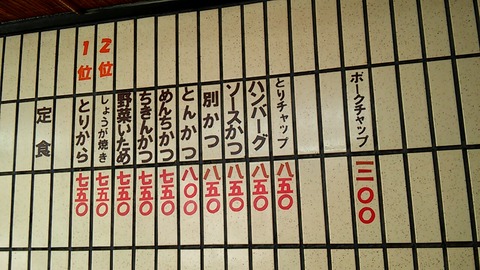 定食
1位 とりから 七五〇
2位 しょうが焼き 七五〇
野菜いため 七五〇
ちきんかつ 七五〇
めんちかつ 七五〇
とんかつ 八〇〇
別かつ 八五〇
ソースかつ 八五〇
ハンバーグ 八五〇
とりチャップ 八五〇
ポークチャップ 一二〇〇